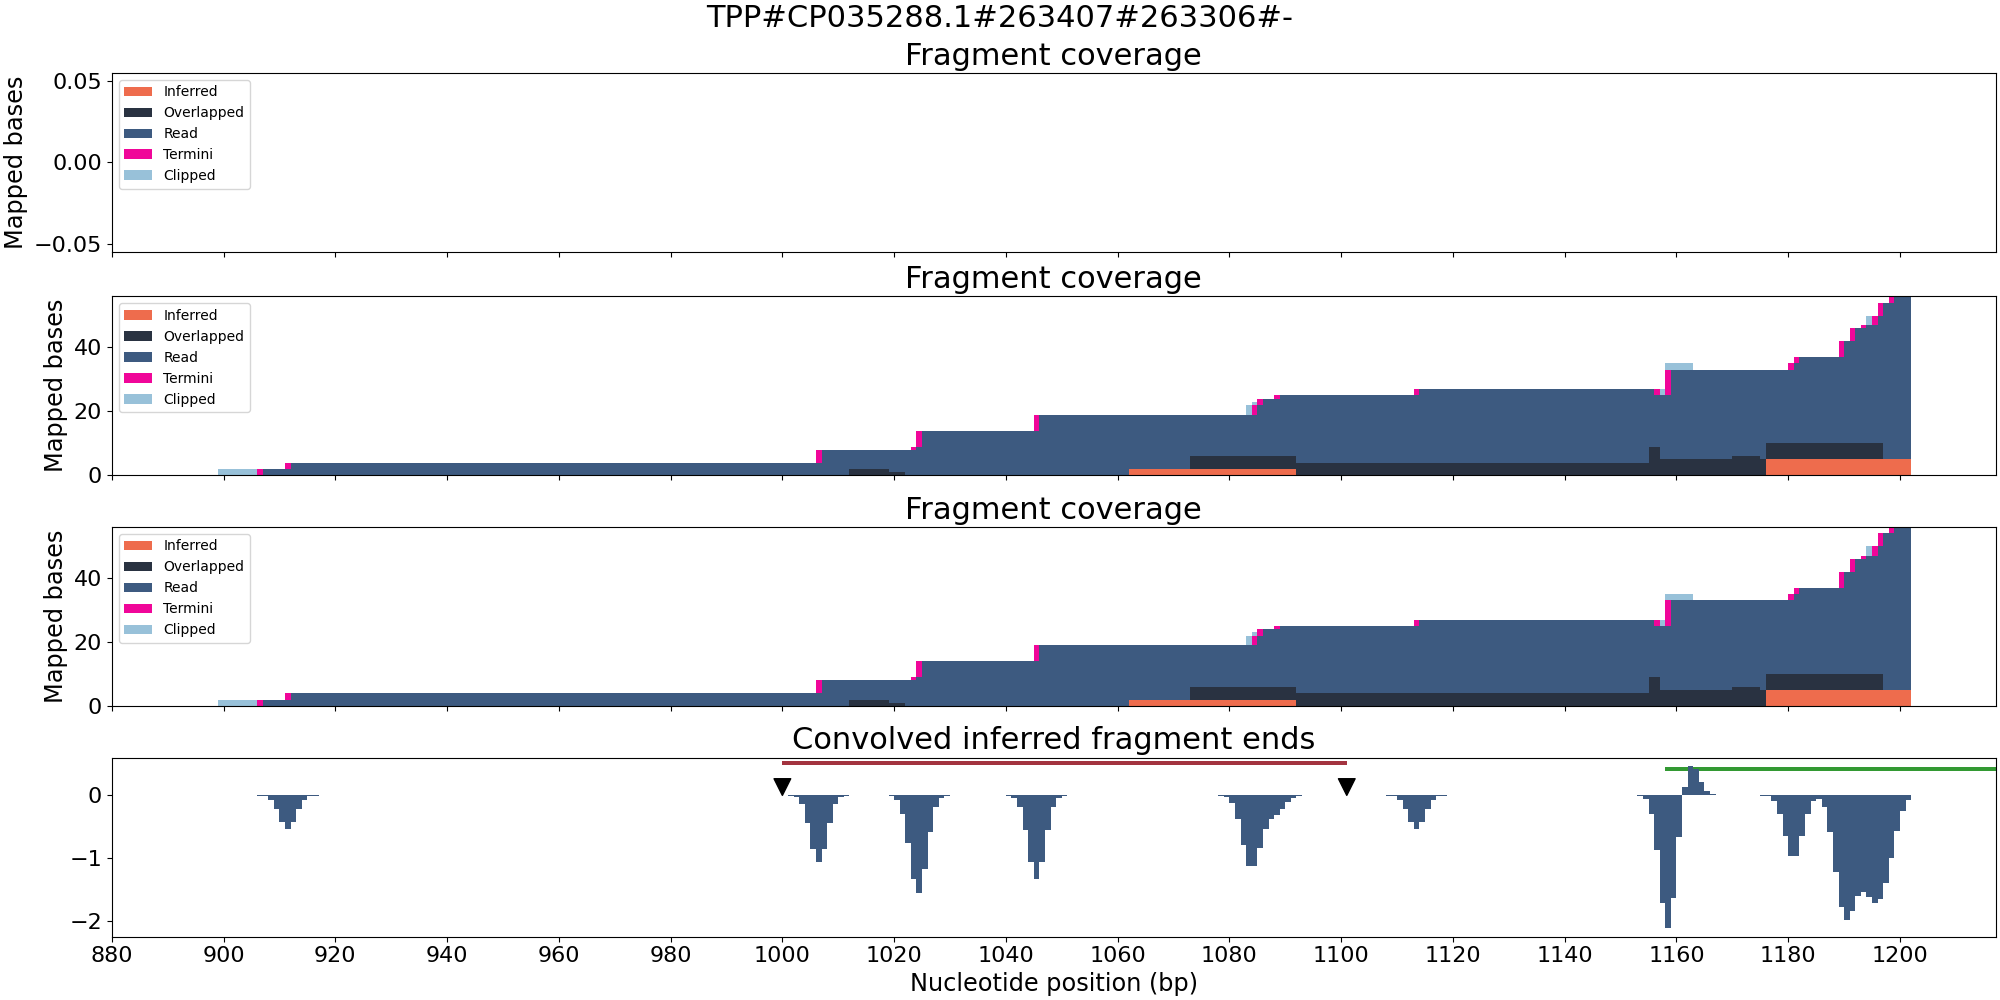 TPP#CP035288.1#263407#263306#-
Fragment coverage
Mapped bases
0.05
0.00
−0.05
Inferred
Overlapped
Read
Termini
Clipped
Fragment coverage
Mapped bases
40
20
0
Inferred
Overlapped
Read
Termini
Clipped
Fragment coverage
Mapped bases
40
20
0
Inferred
Overlapped
Read
Termini
Clipped
Convolved inferred fragment ends
0
−1
−2
880 900 920 940 960 980 1000 1020 1040 1060 1080 1100 1120 1140 1160 1180 1200
Nucleotide position (bp)